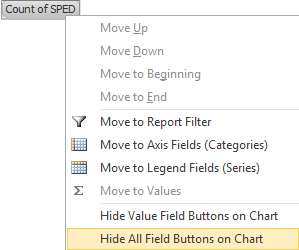 Count of SPED
Move Up
Move Down
Move to Beginning
Move to End
Move to Report Filter
Move to Axis Fields (Categories)
Move to Legend Fields (Series)
Σ Move to Values
Hide Value Field Buttons on Chart
Hide All Field Buttons on Chart